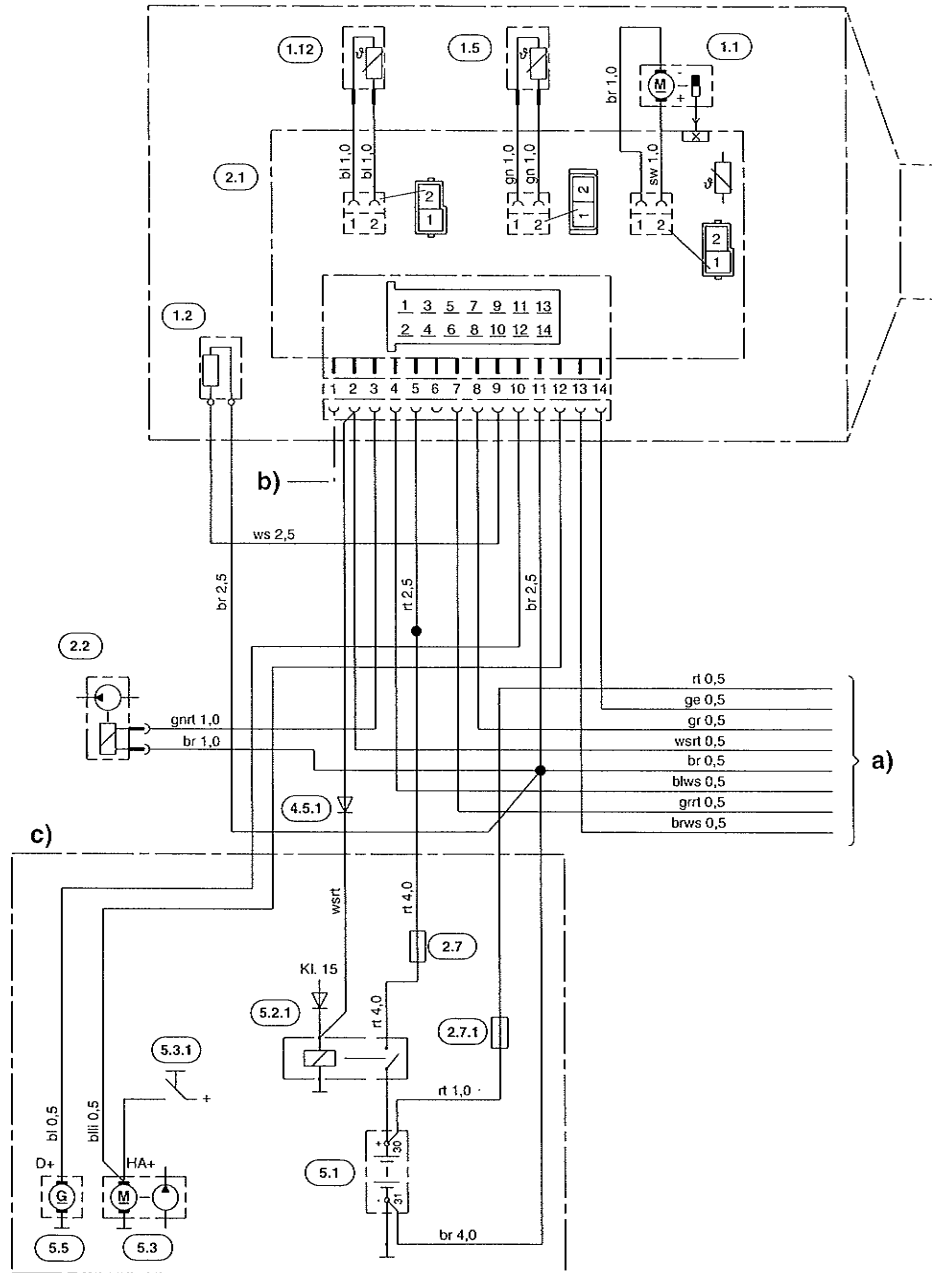 1.12
1.5
1.1
br 1,0
M
-
+
2.1
bl 1,0
bl 1,0
gn 1,0
gn 1,0
sw 1,0
1 2
2
1
1 2
2
1
1 2
2
1
1.2
1 3 5 7 9 11 13
2 4 6 8 10 12 14
1 2 3 4 5 6 7 8 9 10 11 12 13 14
b)
ws 2,5
br 2,5
rt 2,5
br 2,5
2.2
gnrt 1,0
br 1,0
rt 0,5
ge 0,5
gr 0,5
wsrt 0,5
br 0,5
blws 0,5
grrt 0,5
brws 0,5
a)
4.5.1
c)
wsrt
rt 4,0
2.7
Kl. 15
5.2.1
rt 4,0
2.7.1
5.3.1
+
rt 1,0
bl 0,5
blli 0,5
D+
HA+
G
M
5.5
5.3
5.1
+
30
-
31
br 4,0